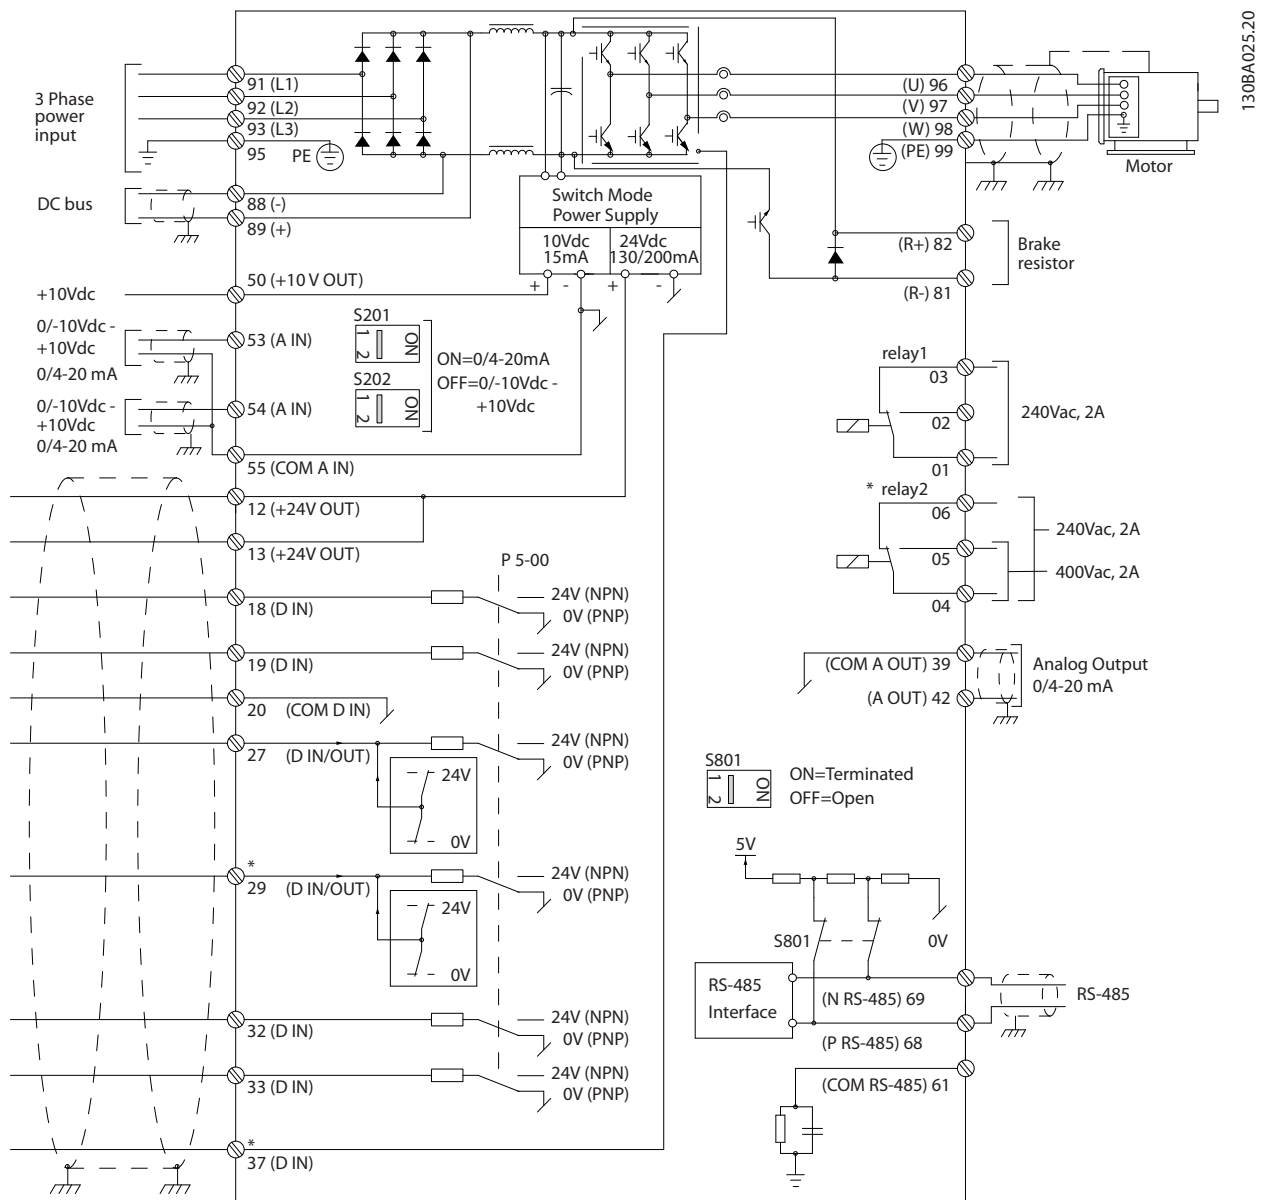 130BA025.20
3 Phase
power
input
91 (L1)
92 (L2)
93 (L3)
95
PE
DC bus
88 (-)
89 (+)
Switch Mode
Power Supply
10Vdc
15mA
24Vdc
130/200mA
+ - + -
(U) 96
(V) 97
(W) 98
(PE) 99
Motor
(R+) 82
(R-) 81
Brake
resistor
50 (+10 V OUT)
+10Vdc
0/-10Vdc -
+10Vdc
0/4-20 mA
53 (A IN)
0/-10Vdc -
+10Vdc
0/4-20 mA
54 (A IN)
55 (COM A IN)
S201
1 2
ON
S202
1 2
ON
ON=0/4-20mA
OFF=0/-10Vdc -
+10Vdc
relay1
03
02
01
240Vac, 2A
* relay2
06
05
04
240Vac, 2A
400Vac, 2A
12 (+24V OUT)
13 (+24V OUT)
P 5-00
18 (D IN)
24V (NPN)
0V (PNP)
19 (D IN)
24V (NPN)
0V (PNP)
20 (COM D IN)
27 (D IN/OUT)
24V (NPN)
0V (PNP)
24V
0V
*
29 (D IN/OUT)
24V (NPN)
0V (PNP)
24V
0V
32 (D IN)
24V (NPN)
0V (PNP)
33 (D IN)
24V (NPN)
0V (PNP)
*
37 (D IN)
(COM A OUT) 39
(A OUT) 42
Analog Output
0/4-20 mA
S801
1 2
ON
ON=Terminated
OFF=Open
5V
S801
0V
RS-485
Interface
(N RS-485) 69
(P RS-485) 68
RS-485
(COM RS-485) 61